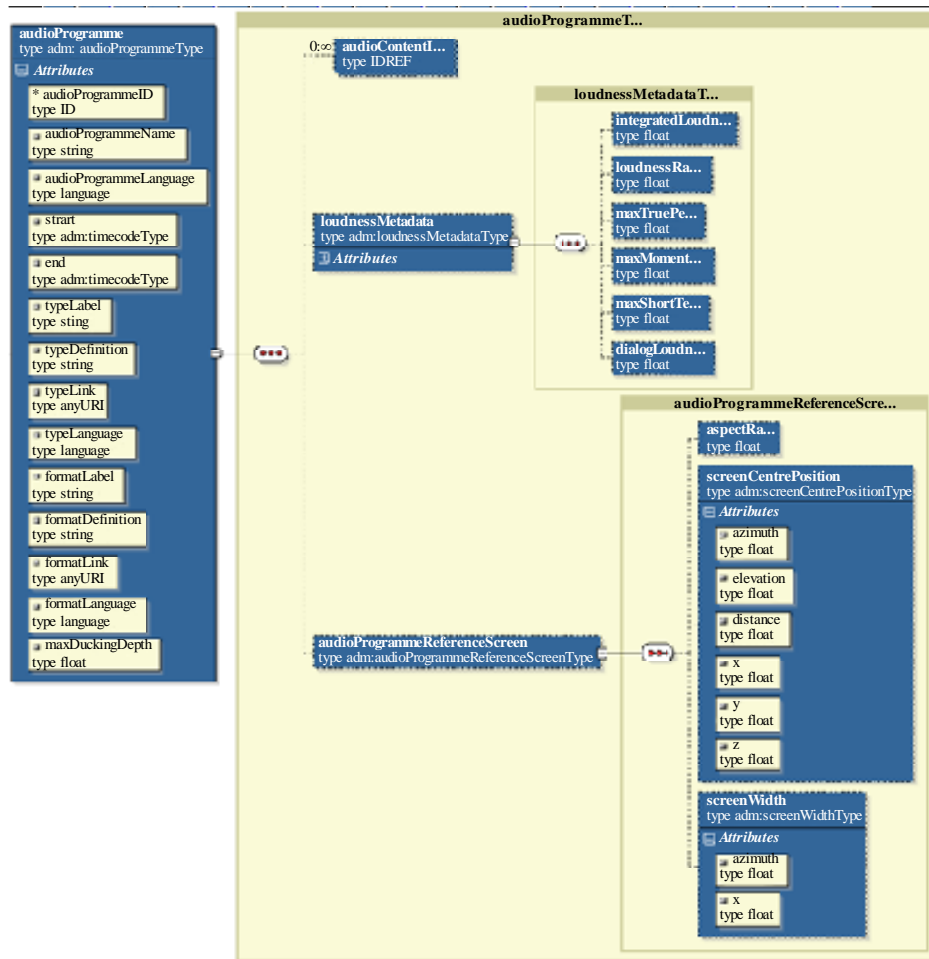 audioProgrammeT...
audioProgramme
type adm: audioProgrammeType
Attributes
* audioProgrammeID
type ID
audioProgrammeName
type string
audioProgrammeLanguage
type language
strart
type adm:timecodeType
end
type adm:timecodeType
typeLabel
type sting
typeDefinition
type string
typeLink
type anyURI
typeLanguage
type language
formatLabel
type string
formatDefinition
type string
formatLink
type anyURI
formatLanguage
type language
maxDuckingDepth
type float
0:∞
audioContentI...
type IDREF
loudnessMetadata
type adm:loudnessMetadataType
Attributes
loudnessMetadataT...
integratedLoudn...
type float
loudnessRa...
type float
maxTruePe...
type float
maxMoment...
type float
maxShortTe...
type float
dialogLoudn...
type float
audioProgrammeReferenceScreen
type adm:audioProgrammeReferenceScreenType
audioProgrammeReferenceScre...
aspectRa...
type float
screenCentrePosition
type adm:screenCentrePositionType
Attributes
azimuth
type float
elevation
type float
distance
type float
x
type float
y
type float
z
type float
screenWidth
type adm:screenWidthType
Attributes
azimuth
type float
x
type float